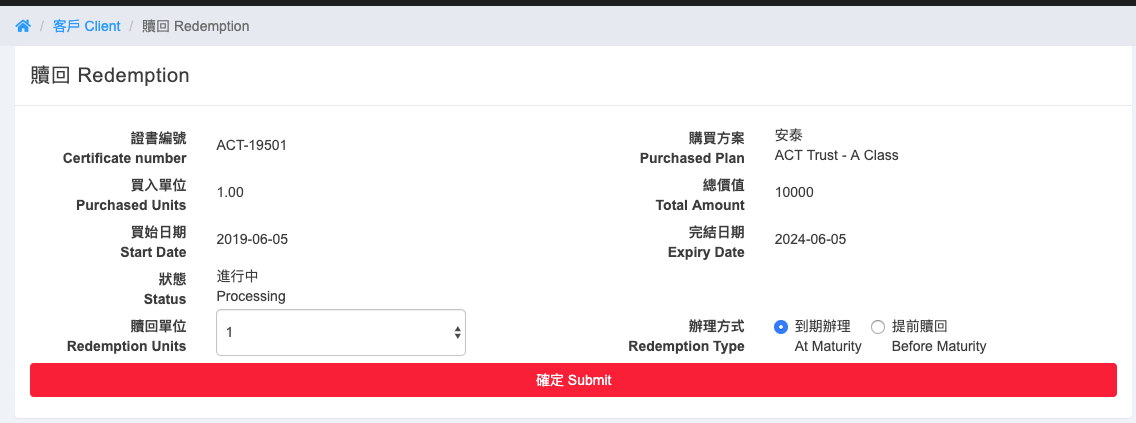 / 客戶 Client / 贖回 Redemption
贖回 Redemption
證書編號
Certificate number
ACT-19501
購買方案
Purchased Plan
安泰
ACT Trust - A Class
買入單位
Purchased Units
1.00
總價值
Total Amount
10000
買始日期
Start Date
2019-06-05
完結日期
Expiry Date
2024-06-05
狀態
Status
進行中
Processing
贖回單位
Redemption Units
1
辦理方式
Redemption Type
到期辦理
At Maturity
提前贖回
Before Maturity
確定 Submit